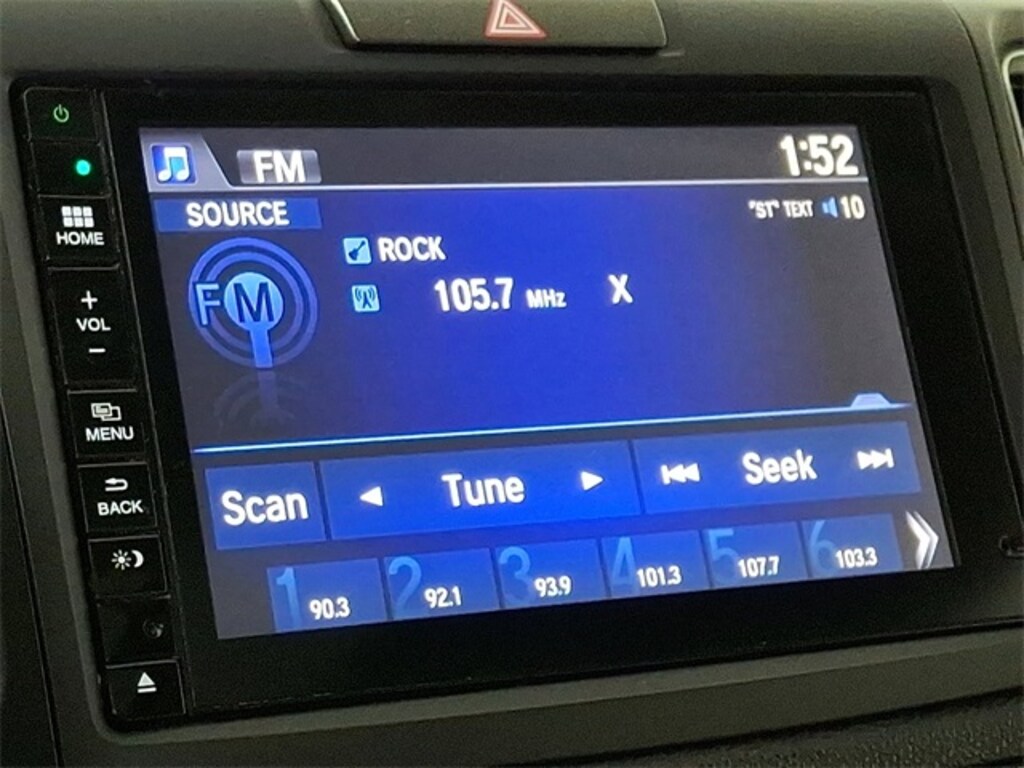 FM
1:52
SOURCE
"ST" TEXT 10
FM
ROCK
105.7 MHz X
HOME
+
VOL
−
MENU
BACK
Scan Tune Seek
1 90.3 2 92.1 3 93.9 4 101.3 5 107.7 6 103.3